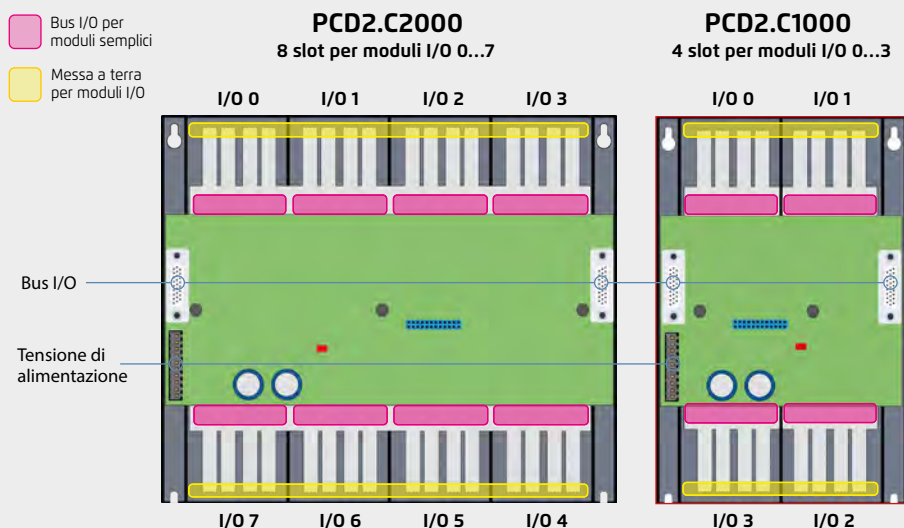 Bus I/O per
moduli semplici
Messa a terra
per moduli I/O
PCD2.C2000
8 slot per moduli I/O 0...7
I/O 0 I/O 1 I/O 2 I/O 3
PCD2.C1000
4 slot per moduli I/O 0...3
I/O 0 I/O 1
Bus I/O
Tensione di
alimentazione
I/O 7 I/O 6 I/O 5 I/O 4
I/O 3 I/O 2